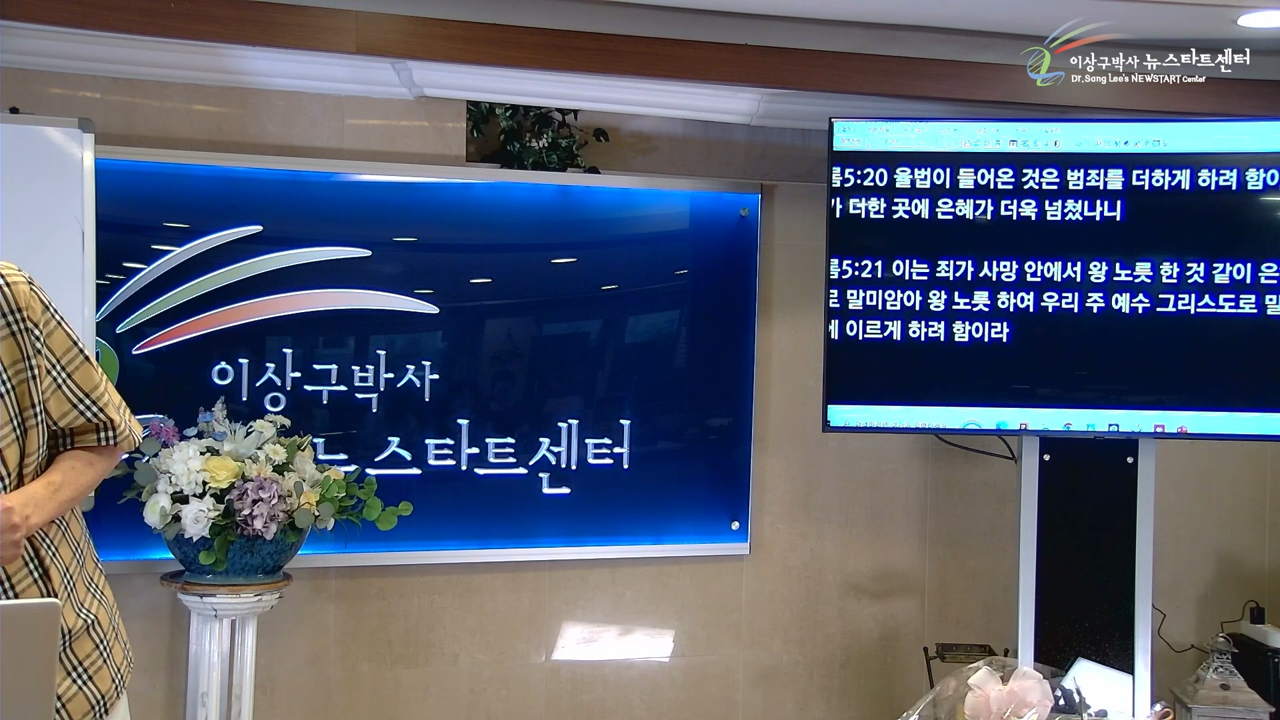 이상구박사 뉴스타트센터
Dr. Sang Lee's NEWSTART Center
이상구박사
뉴스타트센터
롬5:20 율법이 들어온 것은 범죄를 더하게 하려 함이
가 더한 곳에 은혜가 더욱 넘쳤나니
롬5:21 이는 죄가 사망 안에서 왕 노릇 한 것 같이 은
로 말미암아 왕 노릇 하여 우리 주 예수 그리스도로 말
에 이르게 하려 함이라